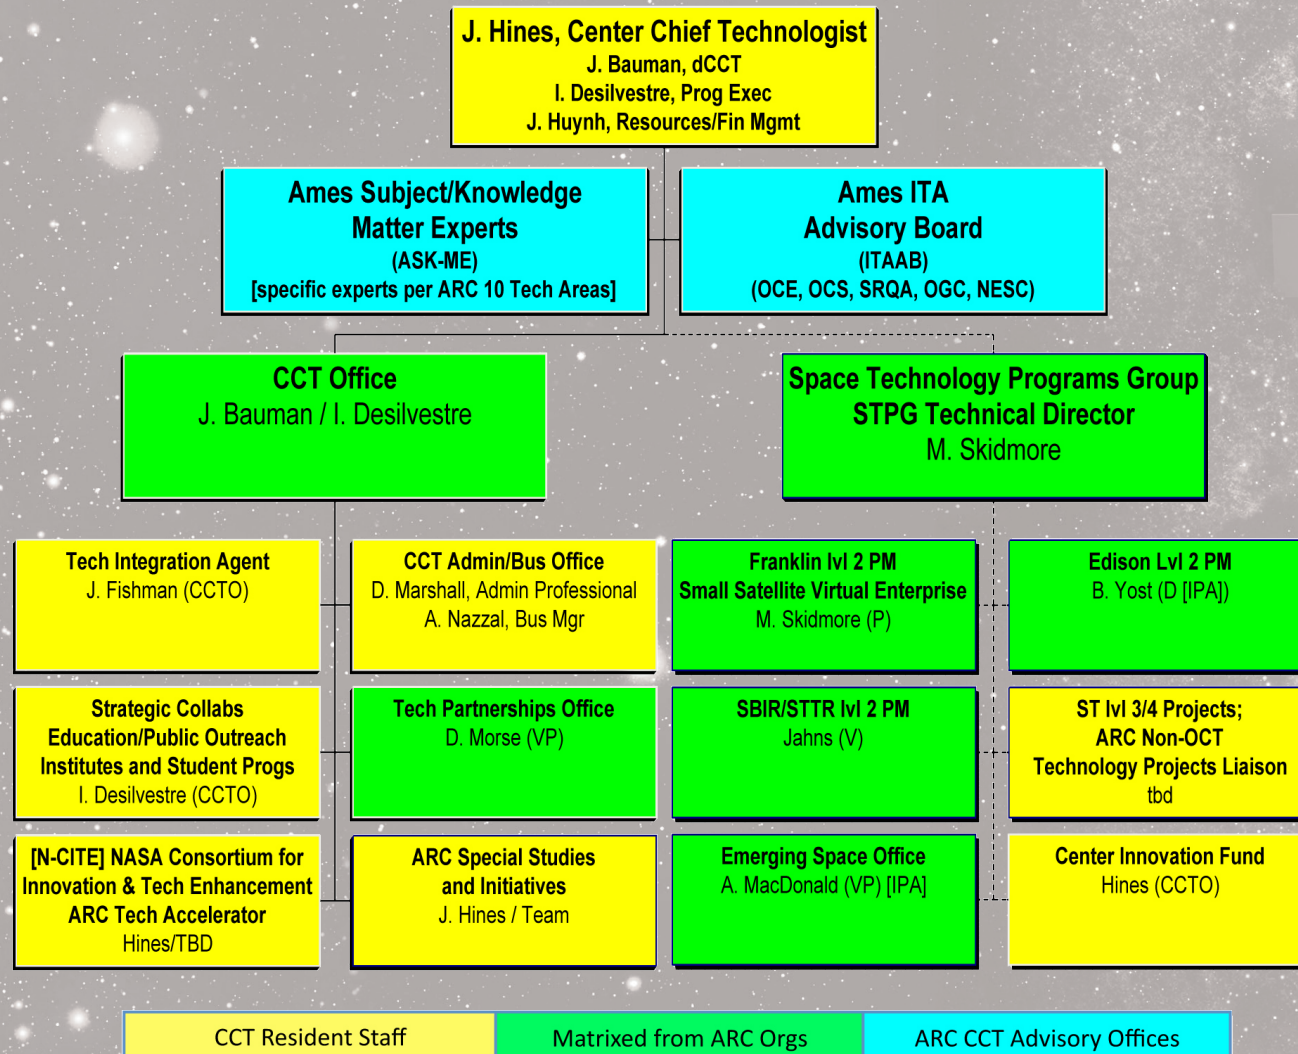 J. Hines, Center Chief Technologist
J. Bauman, dCCT
I. Desilvestre, Prog Exec
J. Huynh, Resources/Fin Mgmt
Ames Subject/Knowledge
Matter Experts
(ASK-ME)
[specific experts per ARC 10 Tech Areas]
Ames ITA
Advisory Board
(ITAAB)
(OCE, OCS, SRQA, OGC, NESC)
CCT Office
J. Bauman / I. Desilvestre
Space Technology Programs Group
STPG Technical Director
M. Skidmore
Tech Integration Agent
J. Fishman (CCTO)
CCT Admin/Bus Office
D. Marshall, Admin Professional
A. Nazzal, Bus Mgr
Franklin lvl 2 PM
Small Satellite Virtual Enterprise
M. Skidmore (P)
Edison Lvl 2 PM
B. Yost (D [IPA])
Strategic Collabs
Education/Public Outreach
Institutes and Student Progs
I. Desilvestre (CCTO)
Tech Partnerships Office
D. Morse (VP)
SBIR/STTR lvl 2 PM
Jahns (V)
ST lvl 3/4 Projects;
ARC Non-OCT
Technology Projects Liaison
tbd
[N-CITE] NASA Consortium for
Innovation & Tech Enhancement
ARC Tech Accelerator
Hines/TBD
ARC Special Studies
and Initiatives
J. Hines / Team
Emerging Space Office
A. MacDonald (VP) [IPA]
Center Innovation Fund
Hines (CCTO)
CCT Resident Staff
Matrixed from ARC Orgs
ARC CCT Advisory Offices